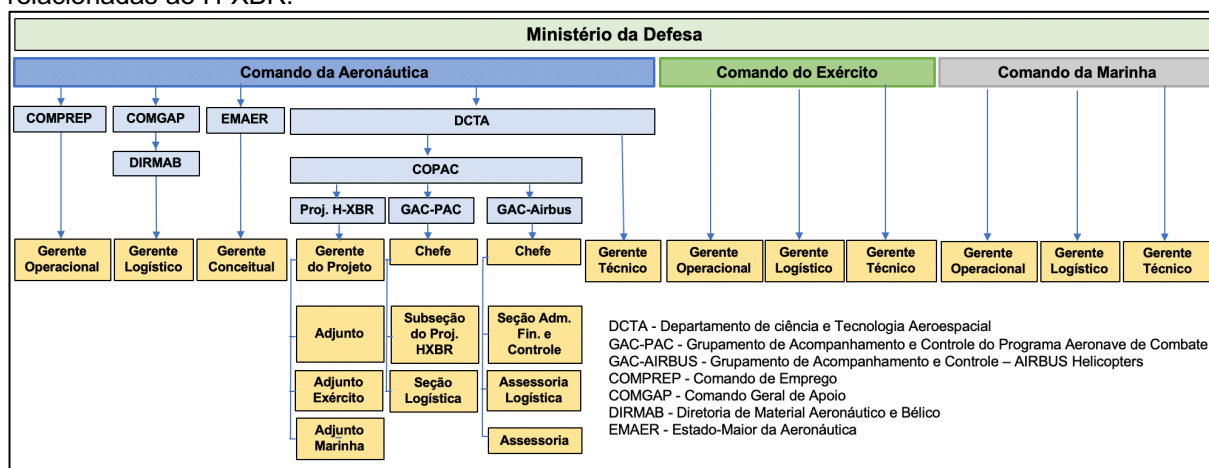 relacionadas ao H-XBR.
Ministério da Defesa
Comando da Aeronáutica
Comando do Exército
Comando da Marinha
COMPREP
COMGAP
EMAER
DCTA
DIRMAB
COPAC
Proj. H-XBR
GAC-PAC
GAC-Airbus
Gerente
Operacional
Gerente
Logístico
Gerente
Conceitual
Gerente
do Projeto
Chefe
Chefe
Gerente
Técnico
Gerente
Operacional
Gerente
Logístico
Gerente
Técnico
Gerente
Operacional
Gerente
Logístico
Gerente
Técnico
Adjunto
Subseção
do Proj.
HXBR
Seção Adm.
Fin. e
Controle
Adjunto
Exército
Seção
Logística
Assessoria
Logística
Adjunto
Marinha
Assessoria
DCTA - Departamento de ciência e Tecnologia Aeroespacial
GAC-PAC - Grupamento de Acompanhamento e Controle do Programa Aeronave de Combate
GAC-AIRBUS - Grupamento de Acompanhamento e Controle – AIRBUS Helicopters
COMPREP - Comando de Emprego
COMGAP - Comando Geral de Apoio
DIRMAB - Diretoria de Material Aeronáutico e Bélico
EMAER - Estado-Maior da Aeronáutica